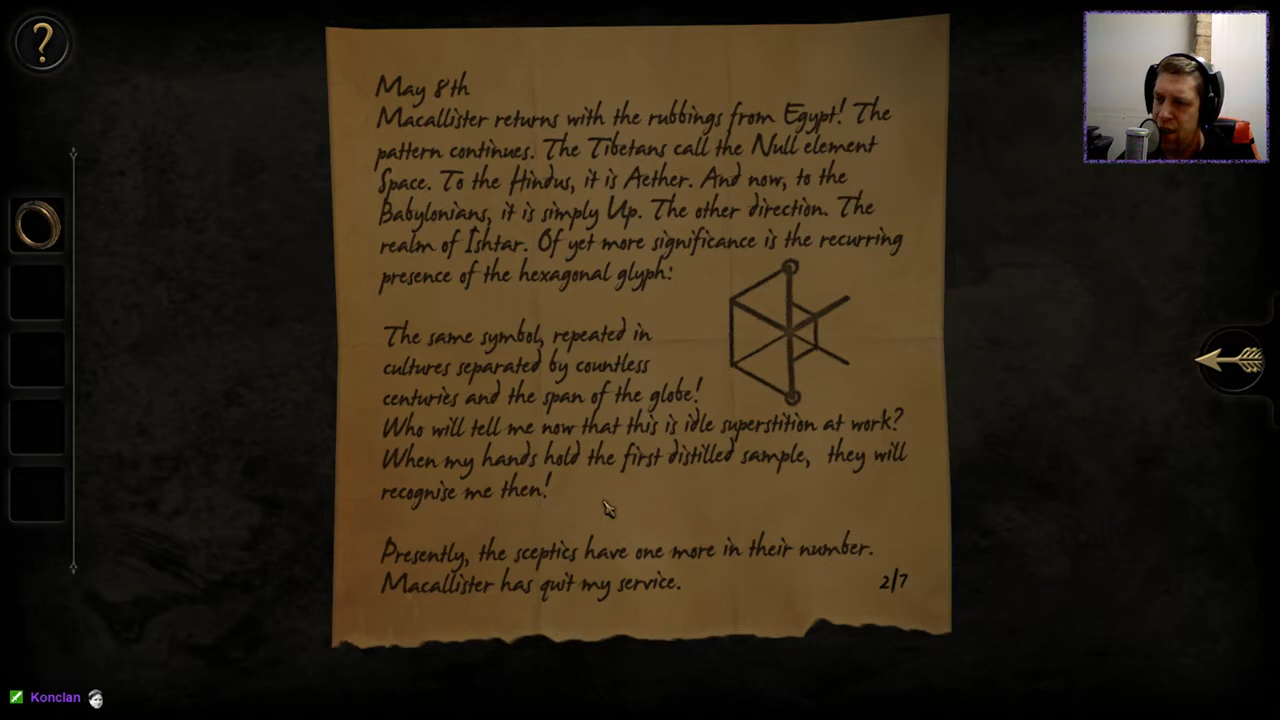 ?
May 8th
Macallister returns with the rubbings from Egypt! The
pattern continues. The Tibetans call the Null element
Space. To the Hindus, it is Aether. And now, to the
Babylonians, it is simply Up. The other direction. The
realm of Ishtar. Of yet more significance is the recurring
presence of the hexagonal glyph:
The same symbol, repeated in
cultures separated by countless
centuries and the span of the globe!
Who will tell me now that this is idle superstition at work?
When my hands hold the first distilled sample, they will
recognise me then!
Presently, the sceptics have one more in their number.
Macallister has quit my service.
2/7
Konclan